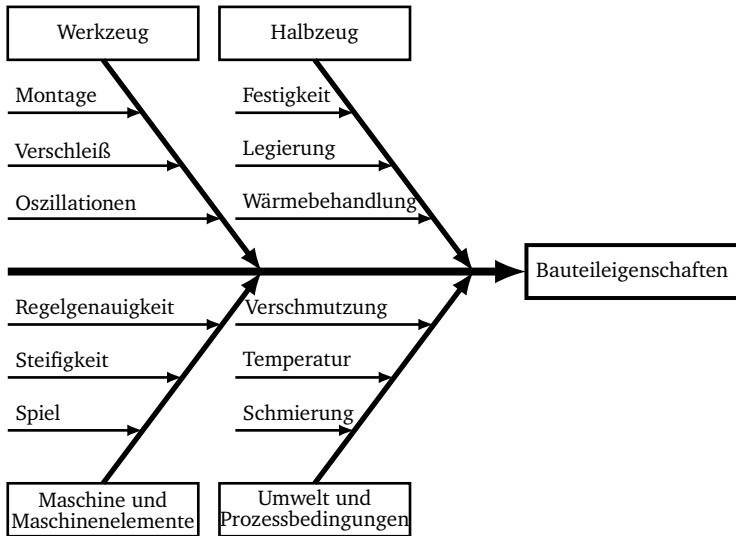 Werkzeug
Halbzeug
Montage
Festigkeit
Verschleiß
Legierung
Oszillationen
Wärmebehandlung
Bauteileigenschaften
Regelgenauigkeit
Verschmutzung
Steifigkeit
Temperatur
Spiel
Schmierung
Maschine und
Maschinenelemente
Umwelt und
Prozessbedingungen